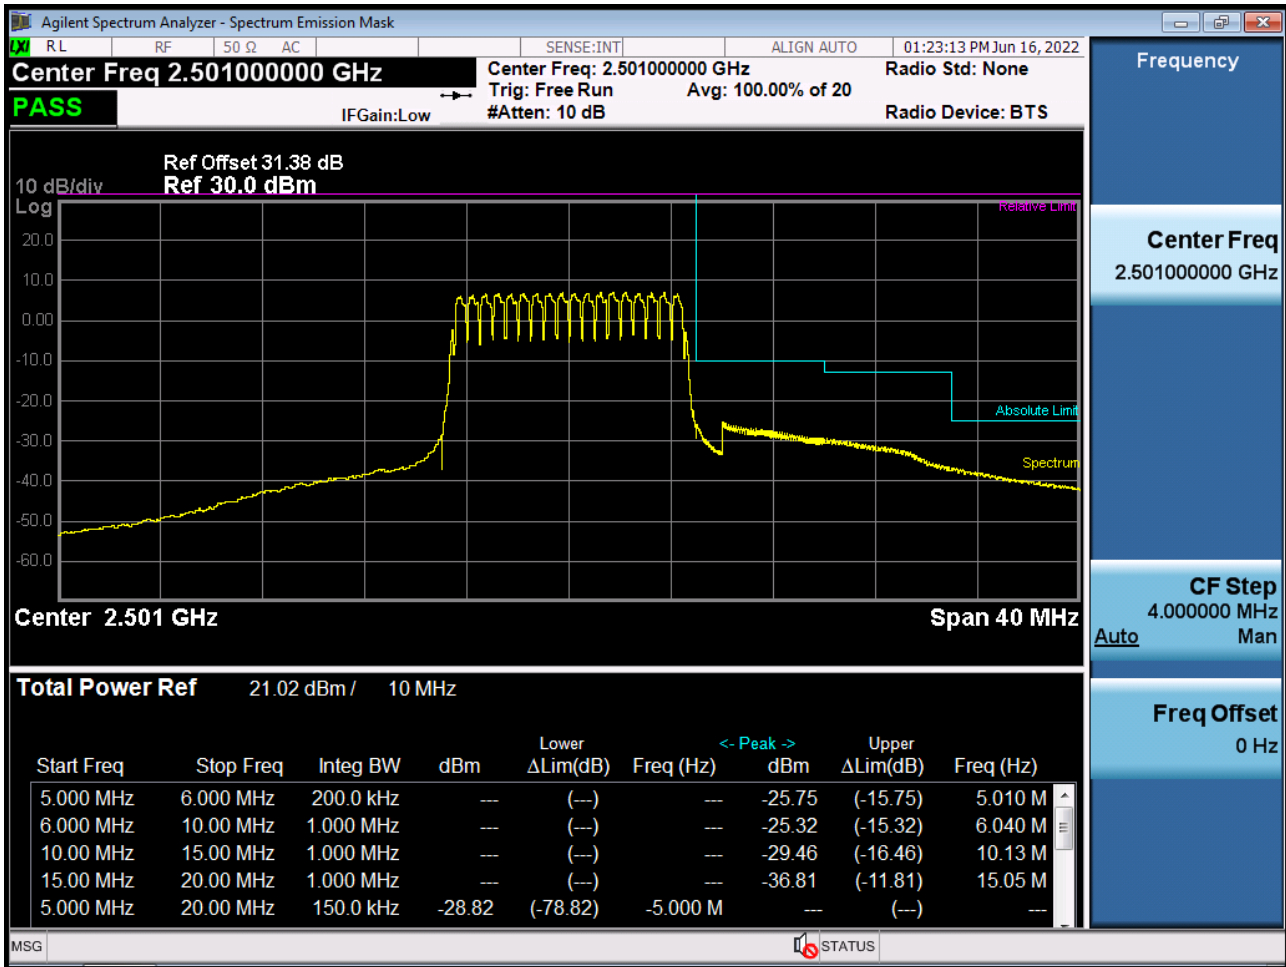 Agilent Spectrum Analyzer - Spectrum Emission Mask
LXI RL RF 50 Ω AC SENSE:INT ALIGN AUTO 01:23:13 PM Jun 16, 2022
Center Freq 2.501000000 GHz
Center Freq: 2.501000000 GHz
Radio Std: None
Trig: Free Run Avg: 100.00% of 20
PASS
IFGain:Low
#Atten: 10 dB
Radio Device: BTS
Ref Offset 31.38 dB
10 dB/div Ref 30.0 dBm
Log
Relative Limit
20.0
10.0
0.00
-10.0
-20.0
Absolute Limit
-30.0
Spectrum
-40.0
-50.0
-60.0
Center 2.501 GHz
Span 40 MHz
Total Power Ref 21.02 dBm / 10 MHz
Lower <- Peak -> Upper
Start Freq Stop Freq Integ BW dBm ΔLim(dB) Freq (Hz) dBm ΔLim(dB) Freq (Hz)
5.000 MHz 6.000 MHz 200.0 kHz --- (---) --- -25.75 (-15.75) 5.010 M
6.000 MHz 10.00 MHz 1.000 MHz --- (---) --- -25.32 (-15.32) 6.040 M
10.00 MHz 15.00 MHz 1.000 MHz --- (---) --- -29.46 (-16.46) 10.13 M
15.00 MHz 20.00 MHz 1.000 MHz --- (---) --- -36.81 (-11.81) 15.05 M
5.000 MHz 20.00 MHz 150.0 kHz -28.82 (-78.82) -5.000 M --- (---) ---
MSG
STATUS
Frequency
Center Freq
2.501000000 GHz
CF Step
4.000000 MHz
Auto Man
Freq Offset
0 Hz